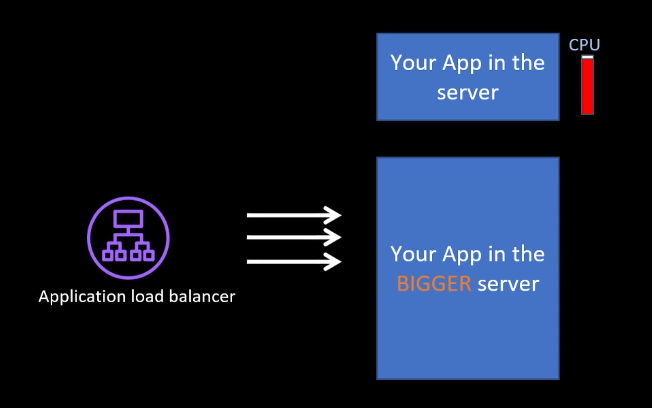 CPU
Your App in the
server
Your App in the
BIGGER server
Application load balancer